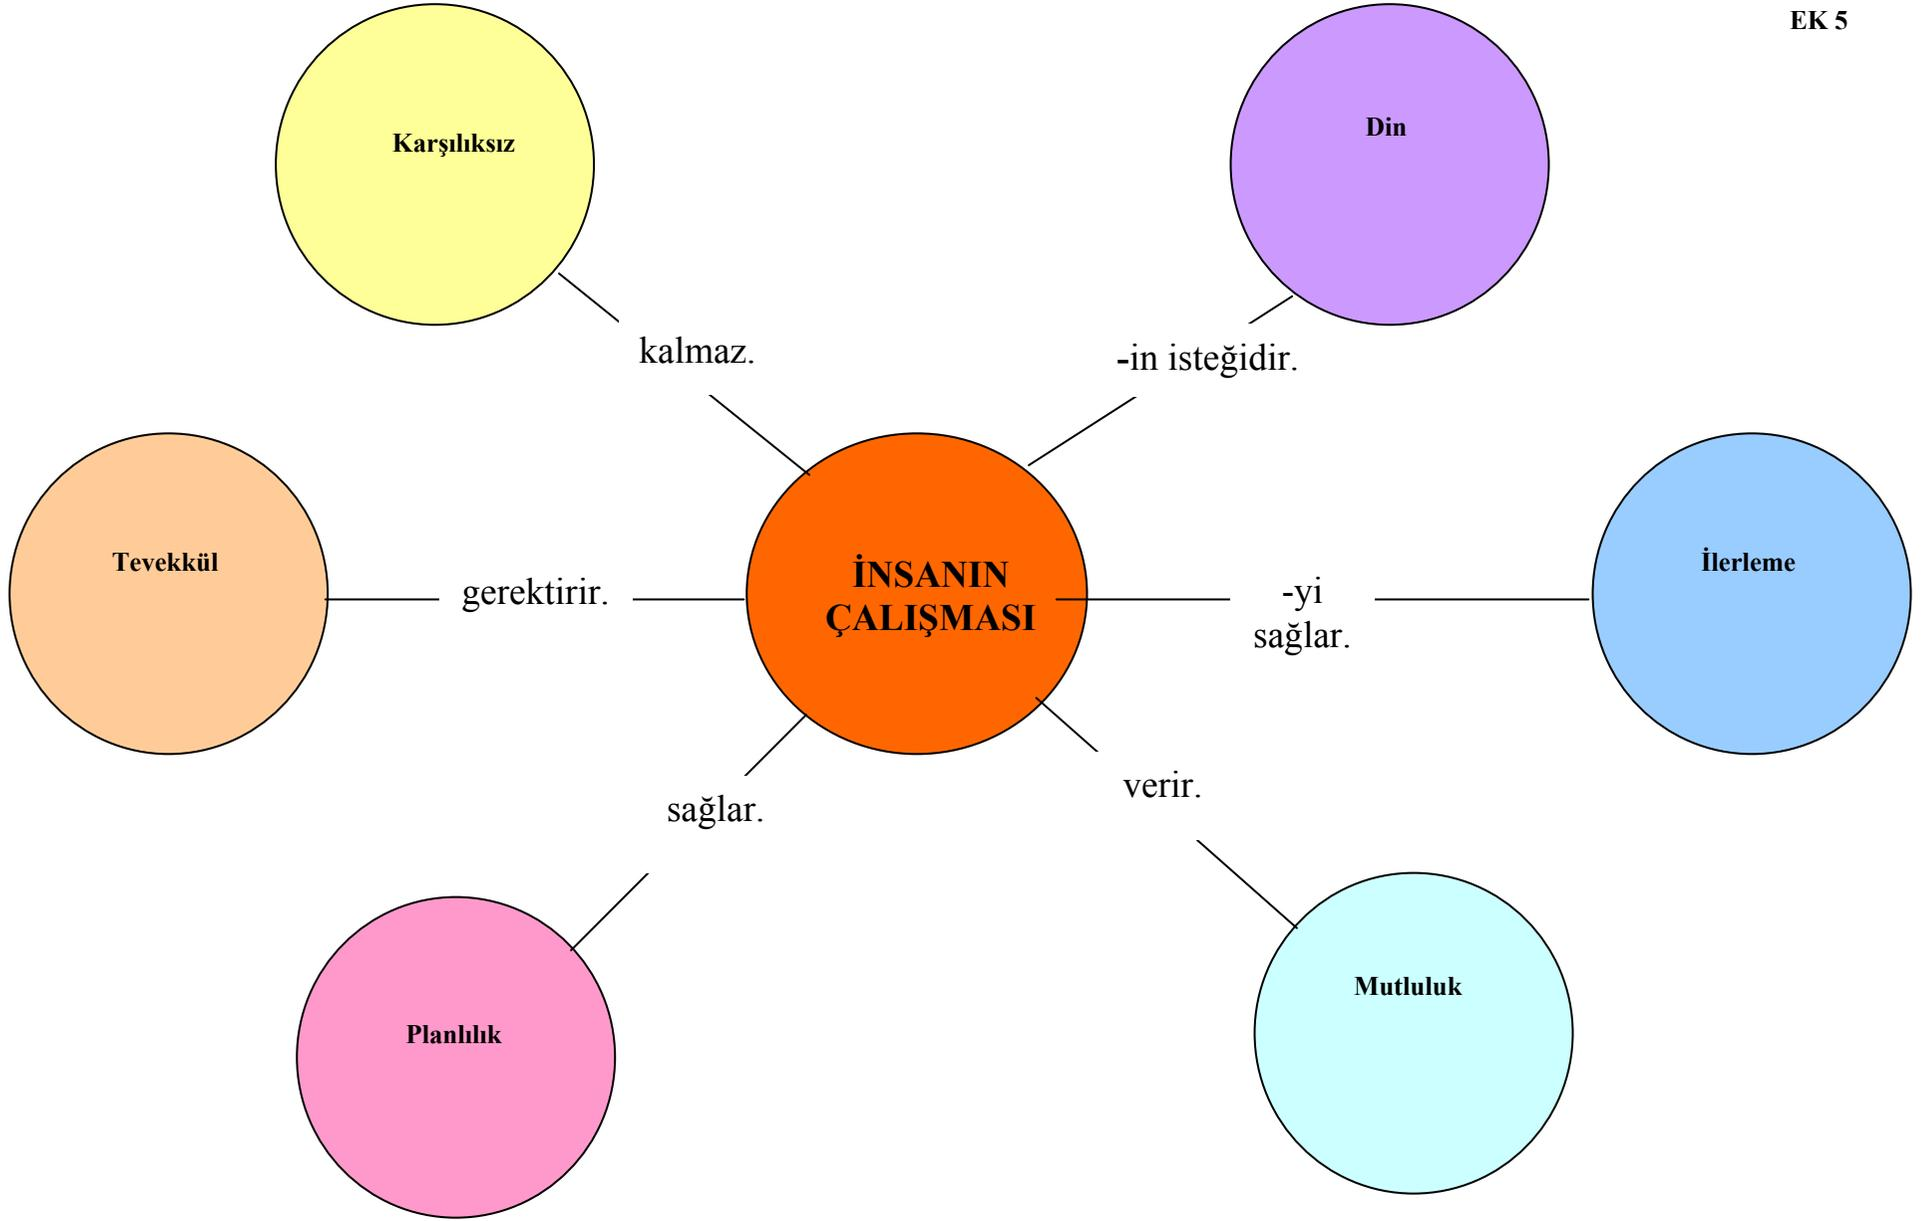 EK 5
Karşılıksız
Din
kalmaz.
-in isteğidir.
Tevekkül
gerektirir.
İNSANIN
ÇALIŞMASI
-yi
sağlar.
İlerleme
sağlar.
verir.
Planlılık
Mutluluk